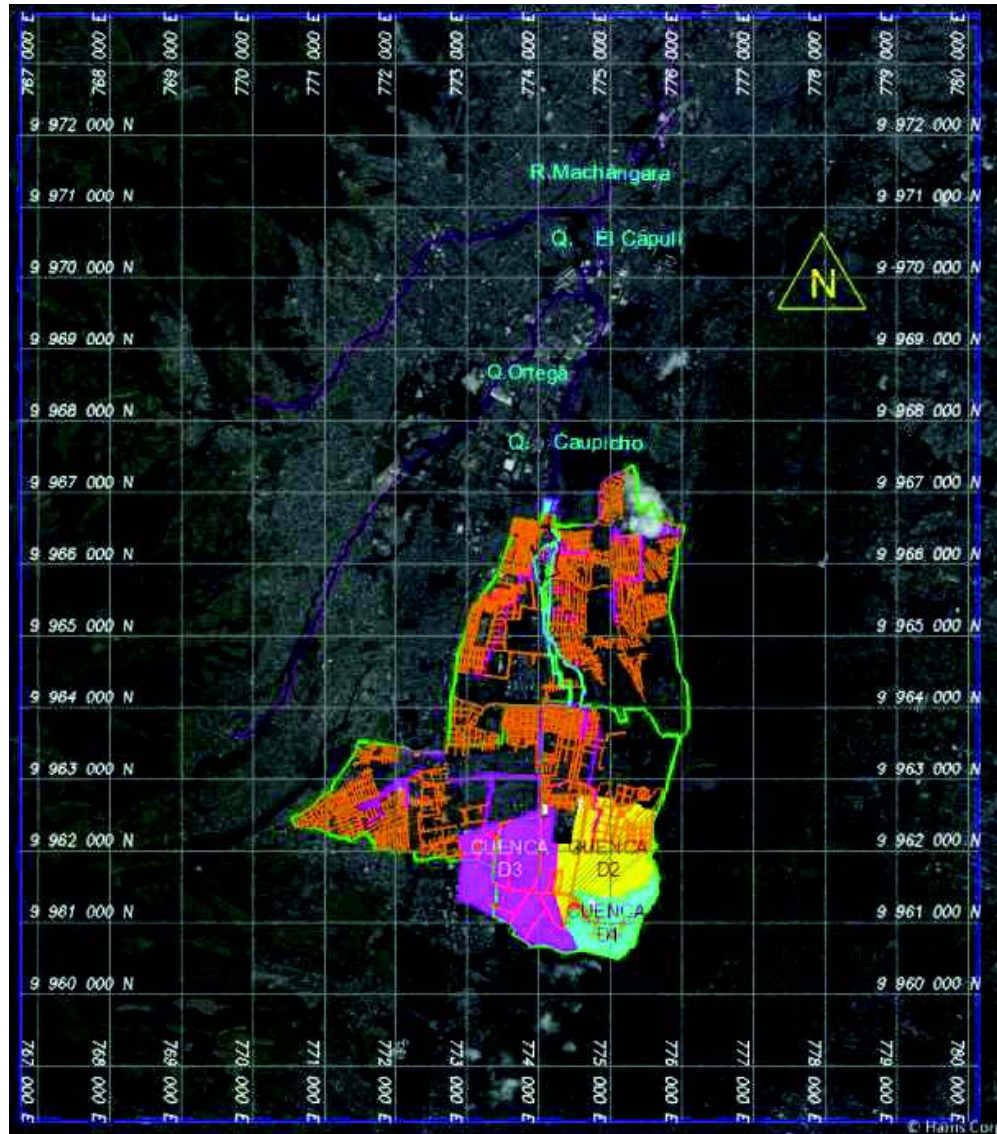 767 000 E
768 000 E
769 000 E
770 000 E
771 000 E
772 000 E
773 000 E
774 000 E
775 000 E
776 000 E
777 000 E
778 000 E
779 000 E
780 000 E
9 972 000 N
9 972 000 N
R.Machángara
9 971 000 N
9 971 000 N
Q. El Capulí
9 970 000 N
9 970 000 N
N
9 969 000 N
9 969 000 N
Q.Ortega
9 968 000 N
9 968 000 N
Q. Caupicho
9 967 000 N
9 967 000 N
9 966 000 N
9 966 000 N
9 965 000 N
9 965 000 N
9 964 000 N
9 964 000 N
9 963 000 N
9 963 000 N
9 962 000 N
9 962 000 N
CUENCA
D3
CUENCA
D2
9 961 000 N
9 961 000 N
CUENCA
D1
9 960 000 N
9 960 000 N
767 000 E
768 000 E
769 000 E
770 000 E
771 000 E
772 000 E
773 000 E
774 000 E
775 000 E
776 000 E
777 000 E
778 000 E
779 000 E
780 000 E
© Harris Corp